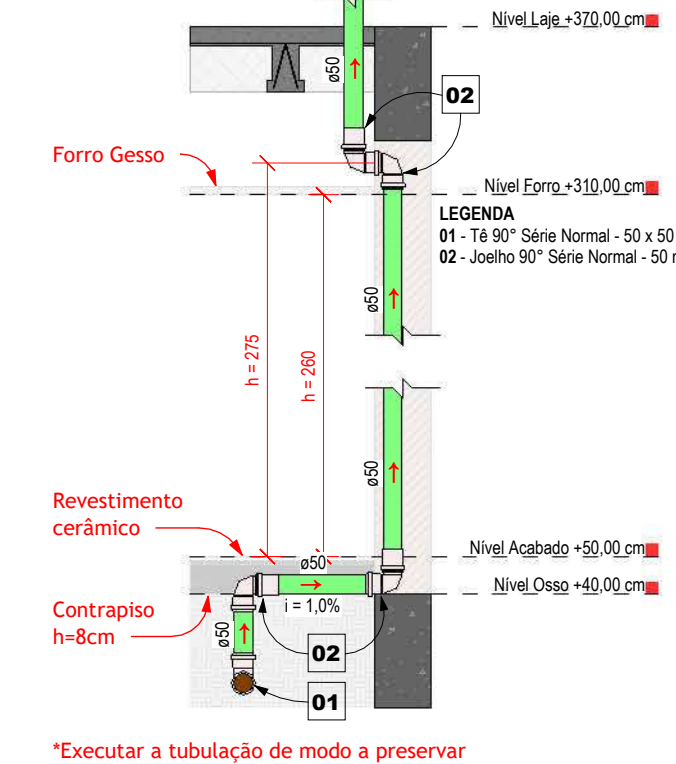 Nível Laje +370,00 cm
ø50
02
Forro Gesso
Nível Forro +310,00 cm
LEGENDA
01 - Tê 90° Série Normal - 50 x 50
02 - Joelho 90° Série Normal - 50
ø50
h = 275
h = 260
ø50
Revestimento
cerâmico
Nível Acabado +50,00 cm
ø50
Nível Osso +40,00 cm
i = 1,0%
Contrapiso
h=8cm
ø50
02
01
*Executar a tubulação de modo a preservar